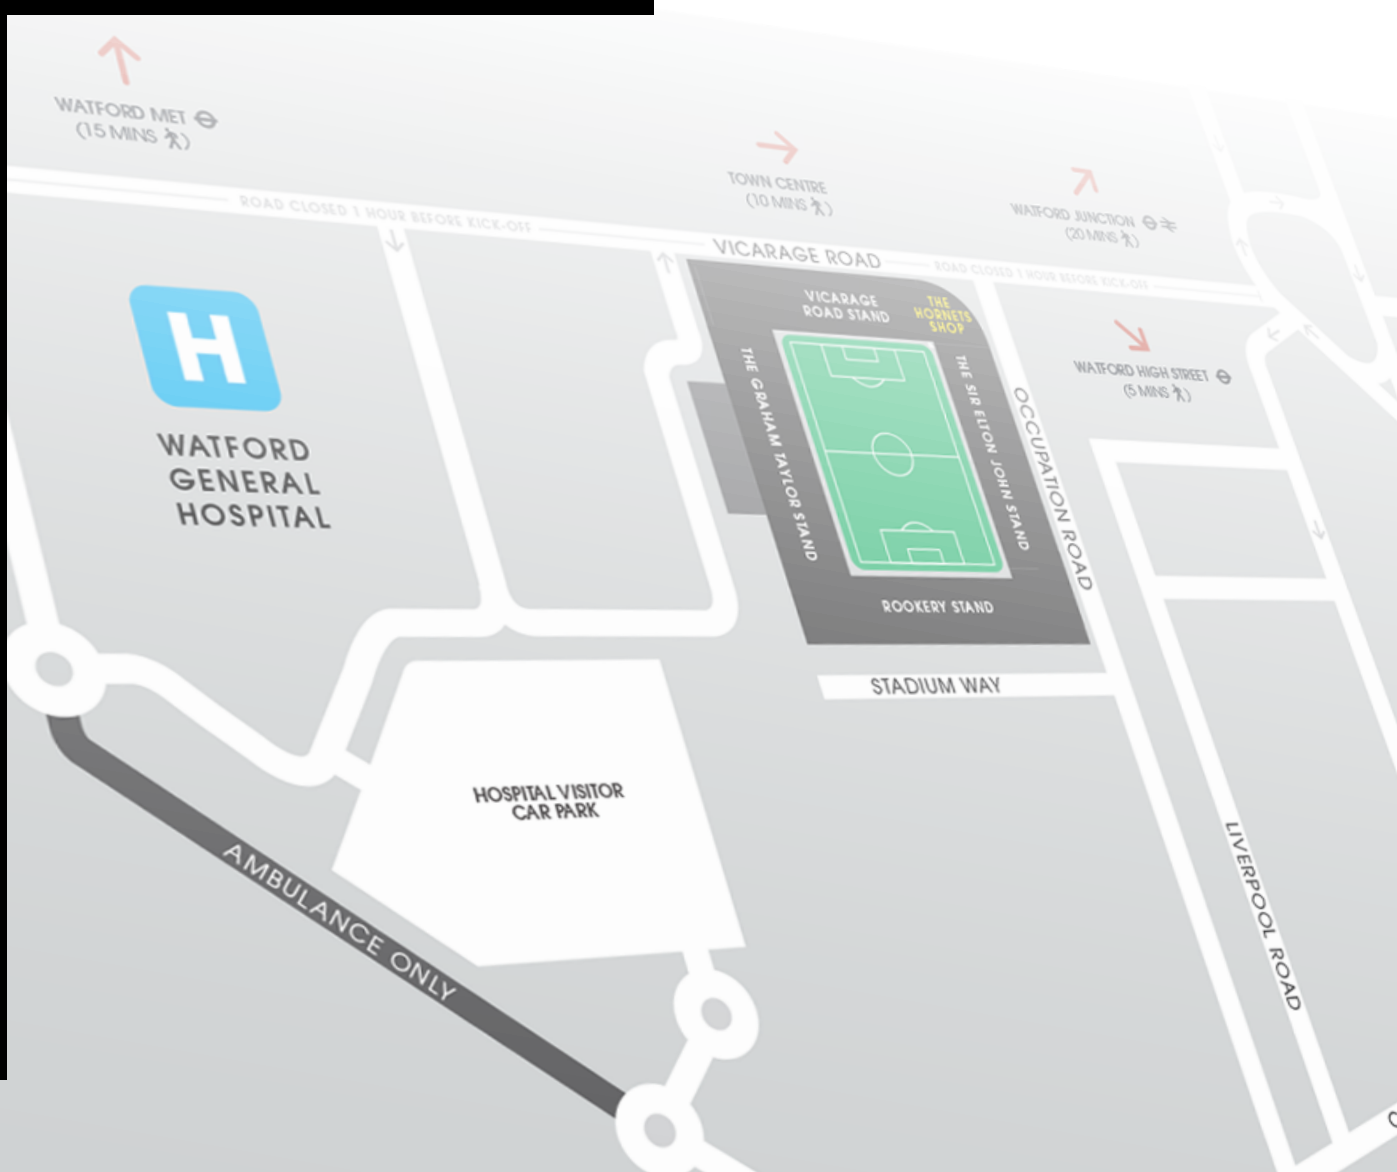 WATFORD MET
(15 MINS )
TOWN CENTRE
(10 MINS )
WATFORD JUNCTION
(20 MINS )
ROAD CLOSED 1 HOUR BEFORE KICK-OFF
VICARAGE ROAD
ROAD CLOSED 1 HOUR BEFORE KICK-OFF
H
WATFORD
GENERAL
HOSPITAL
VICARAGE
ROAD STAND
THE
HORNETS
SHOP
THE GRAHAM TAYLOR STAND
THE SIR ELTON JOHN STAND
ROOKERY STAND
OCCUPATION ROAD
WATFORD HIGH STREET
(5 MINS )
STADIUM WAY
HOSPITAL VISITOR
CAR PARK
AMBULANCE ONLY
LIVERPOOL ROAD